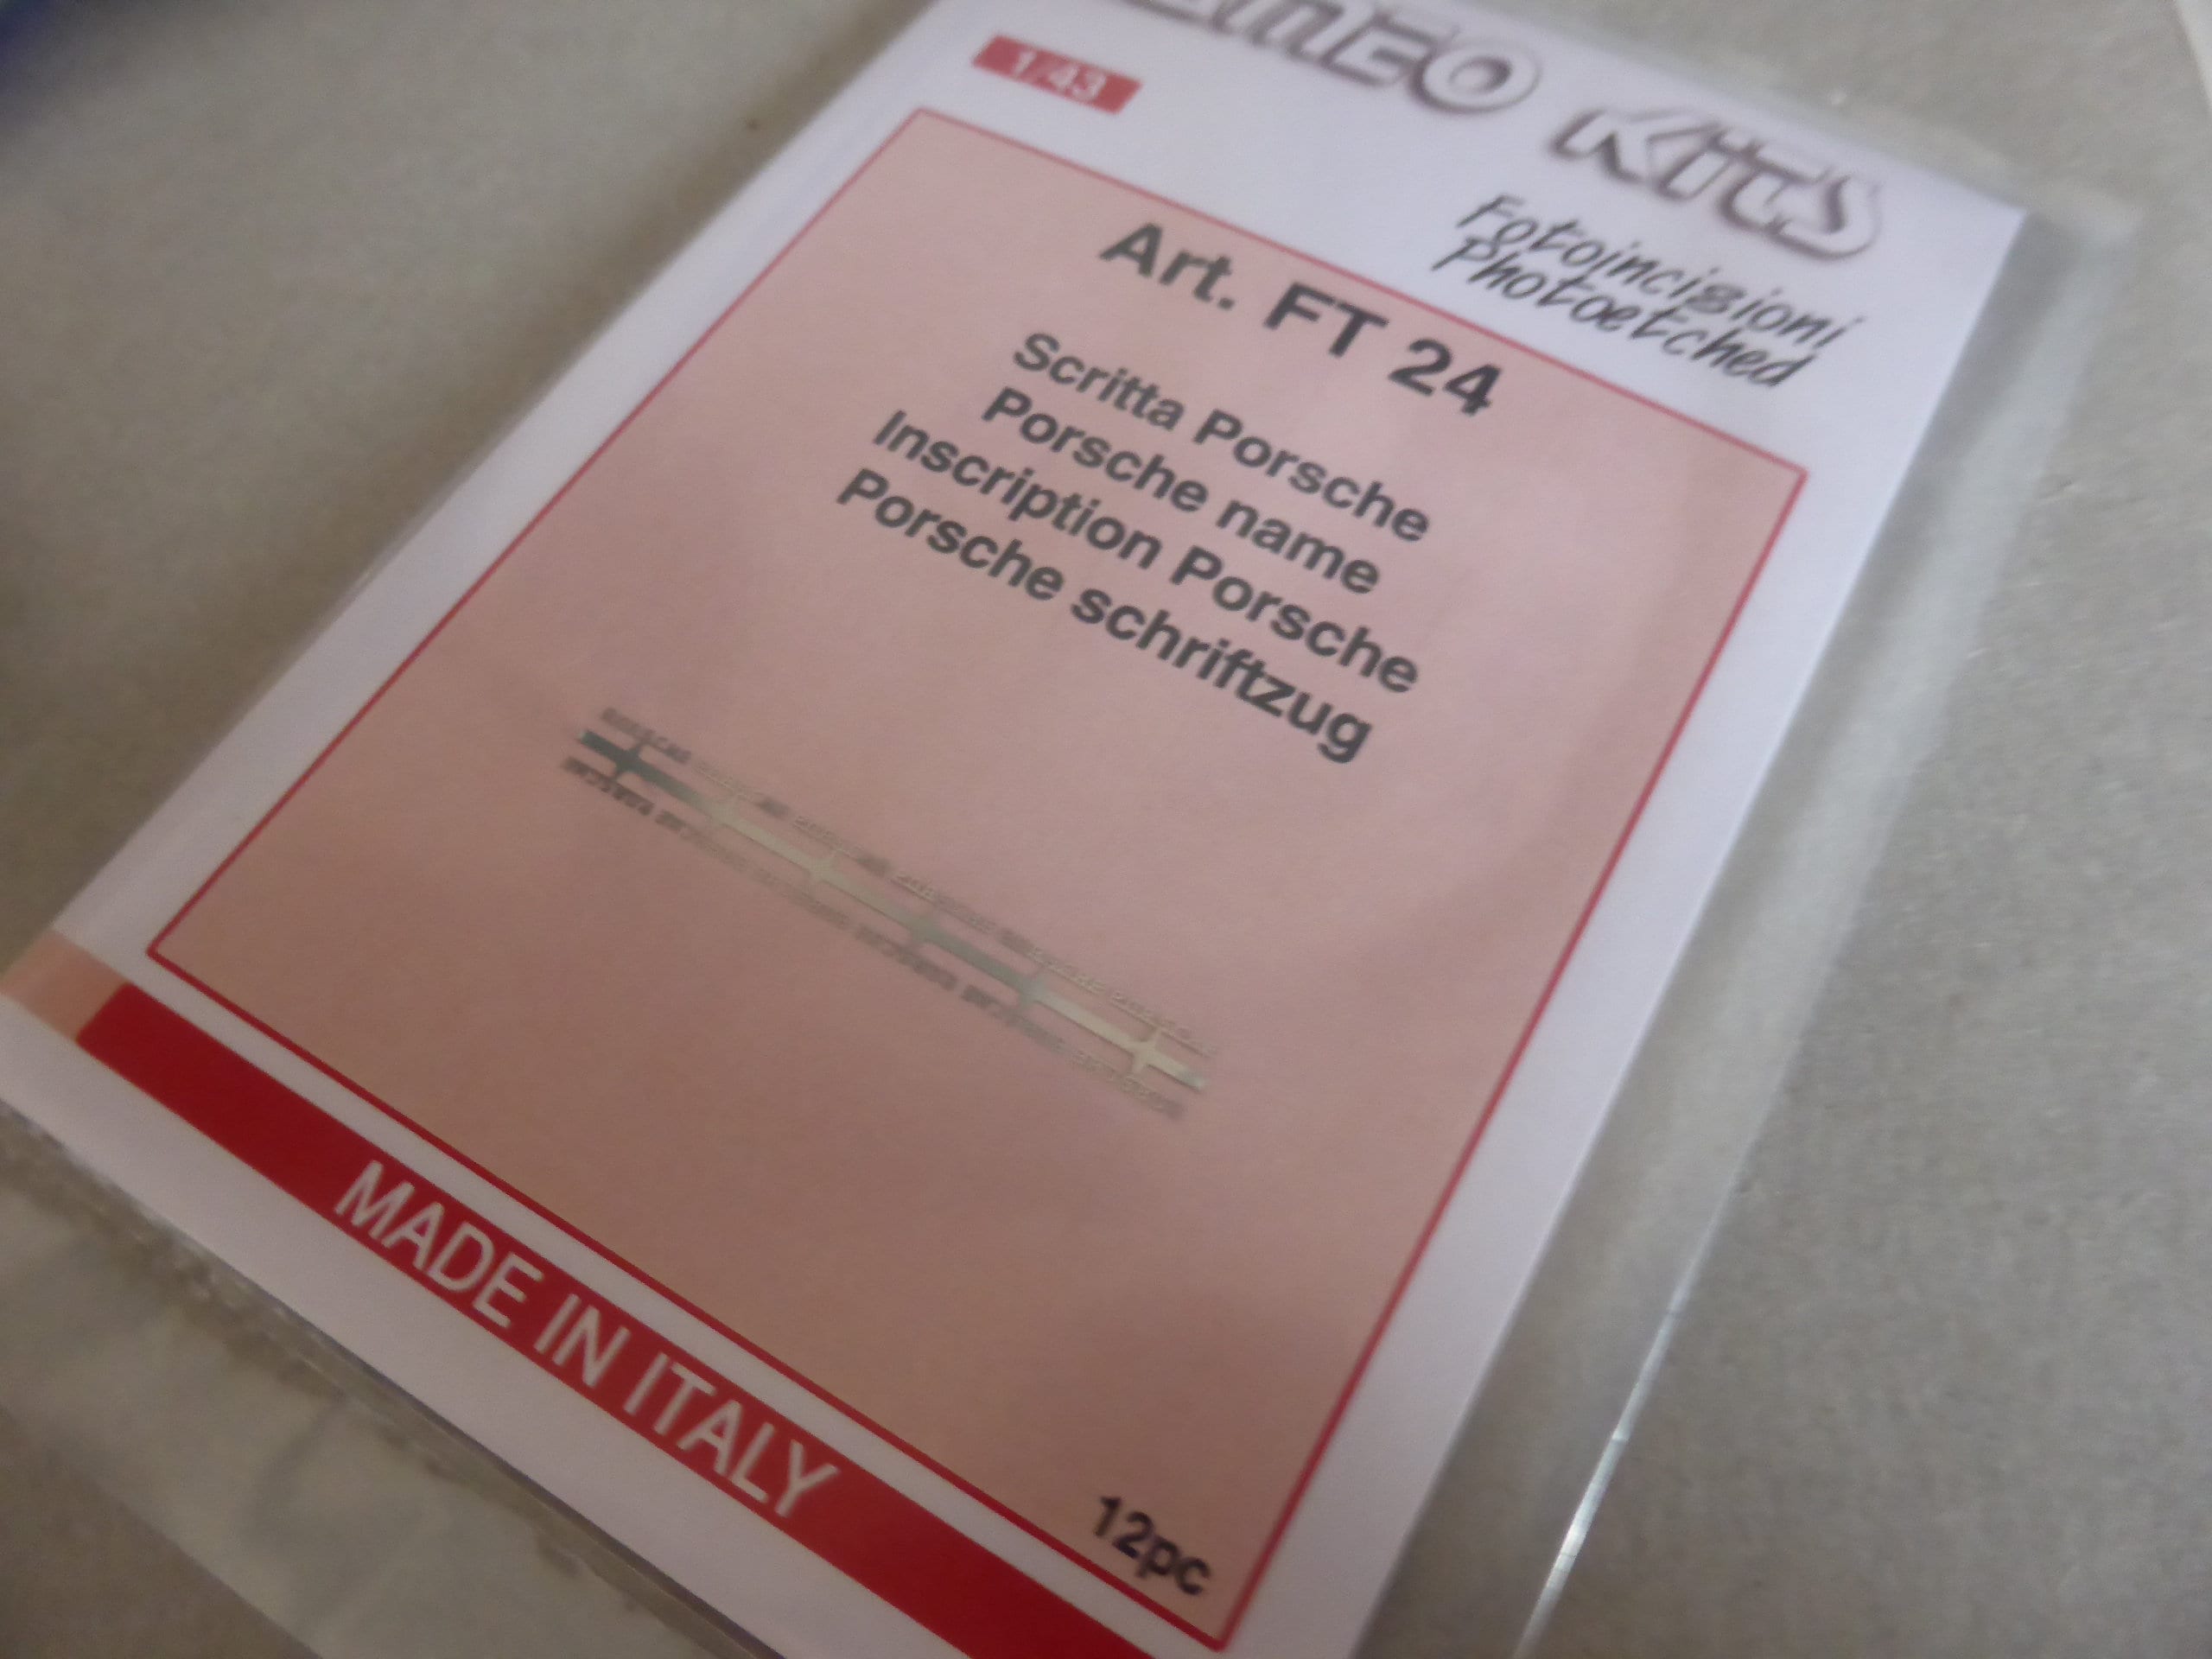 KITS
1/43
Fotoincisioni
Photoetched
Art. FT 24
Scritta Porsche
Porsche name
Inscription Porsche
Porsche schriftzug
MADE IN ITALY
12pc